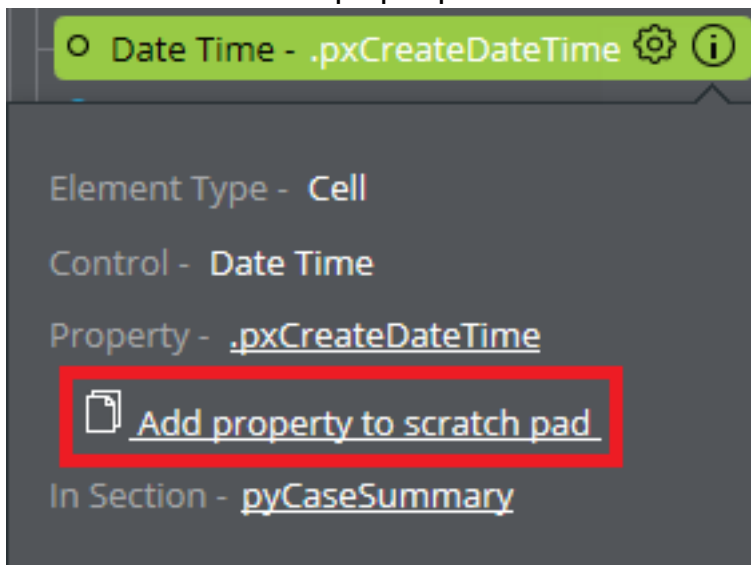 Date Time - .pxCreateDateTime
Element Type - Cell
Control - Date Time
Property - .pxCreateDateTime
Add property to scratch pad
In Section - pyCaseSummary